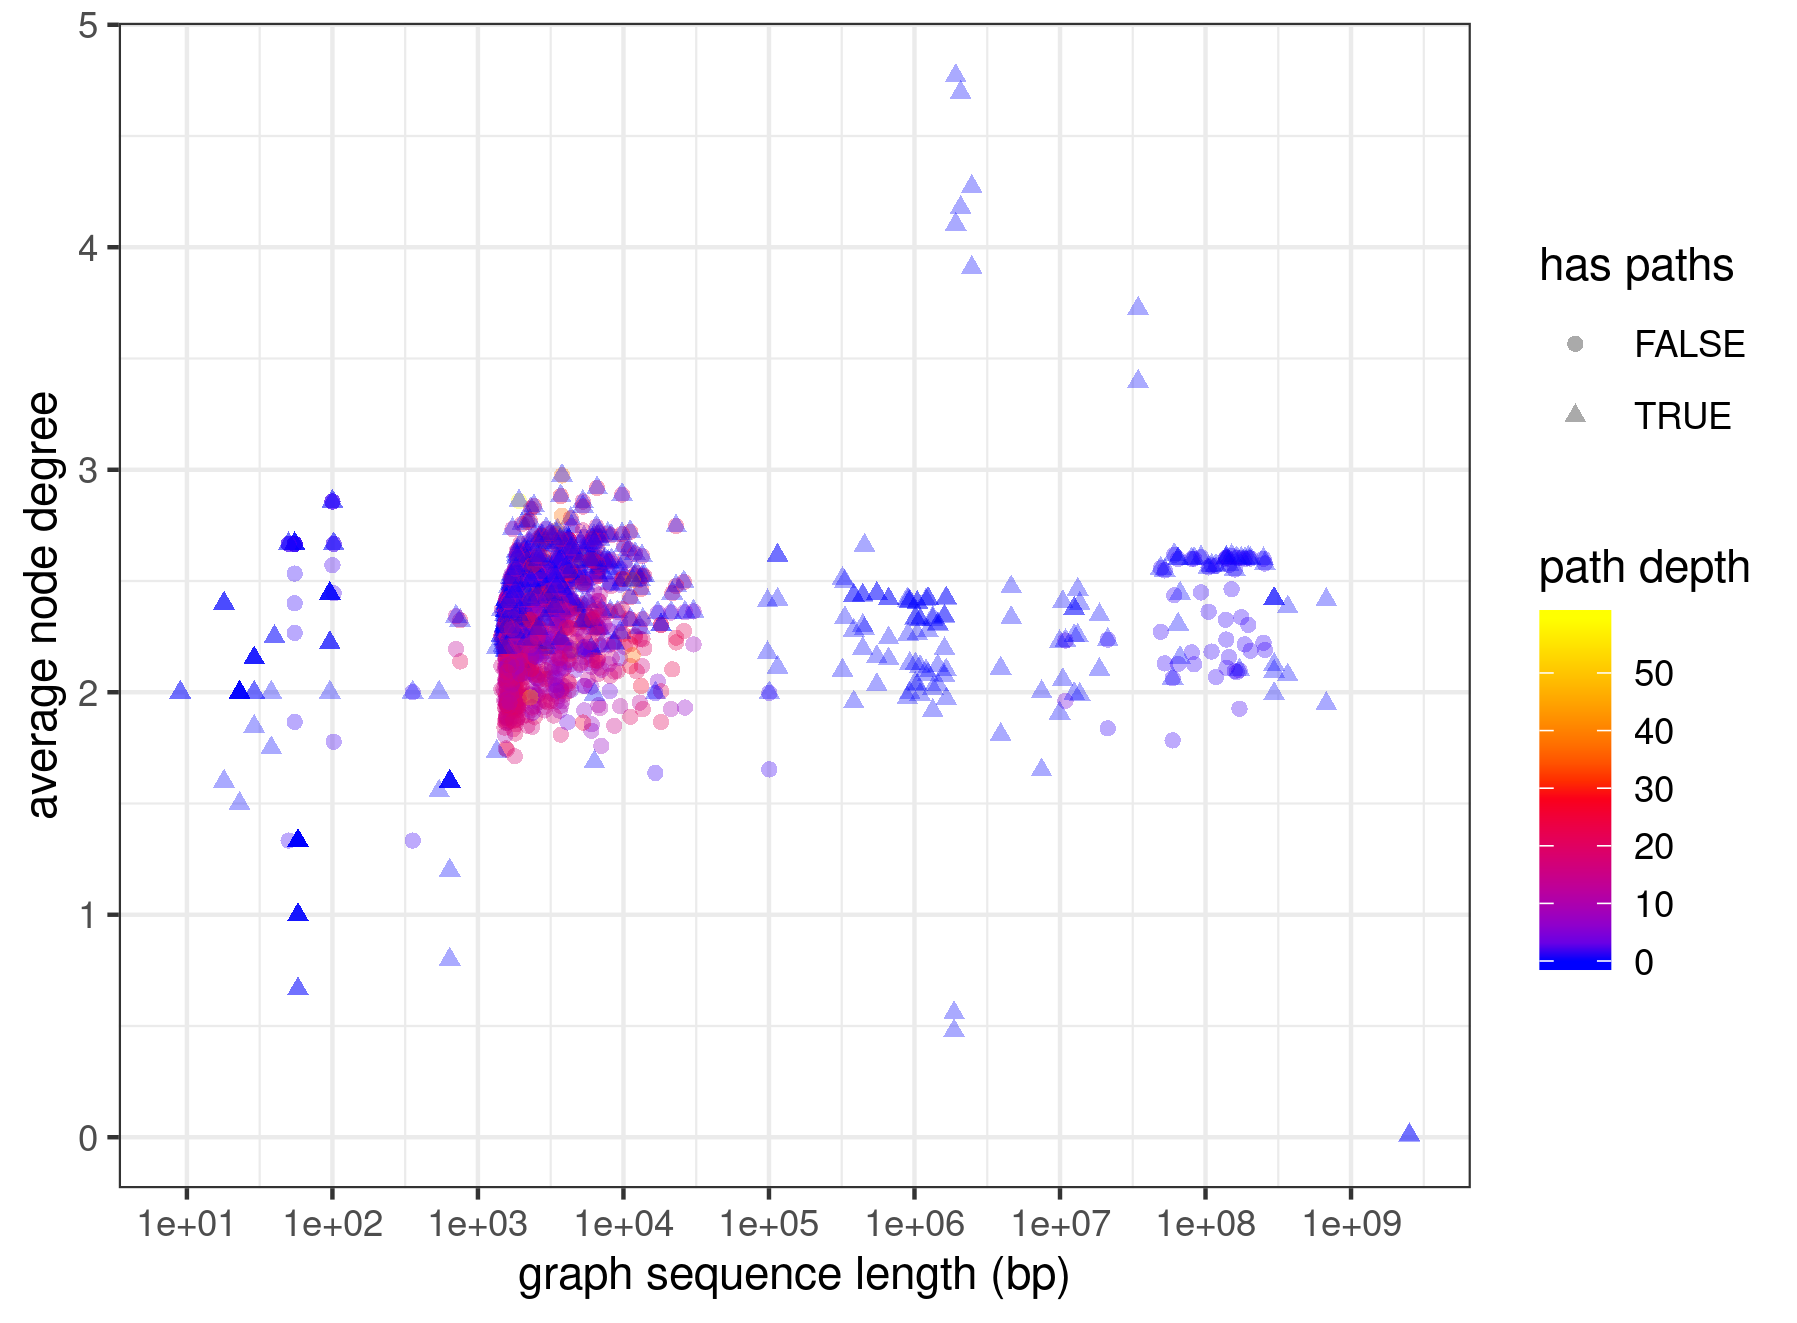 5
4
3
2
1
0
average node degree
1e+01 1e+02 1e+03 1e+04 1e+05 1e+06 1e+07 1e+08 1e+09
graph sequence length (bp)
has paths
FALSE
TRUE
path depth
50
40
30
20
10
0